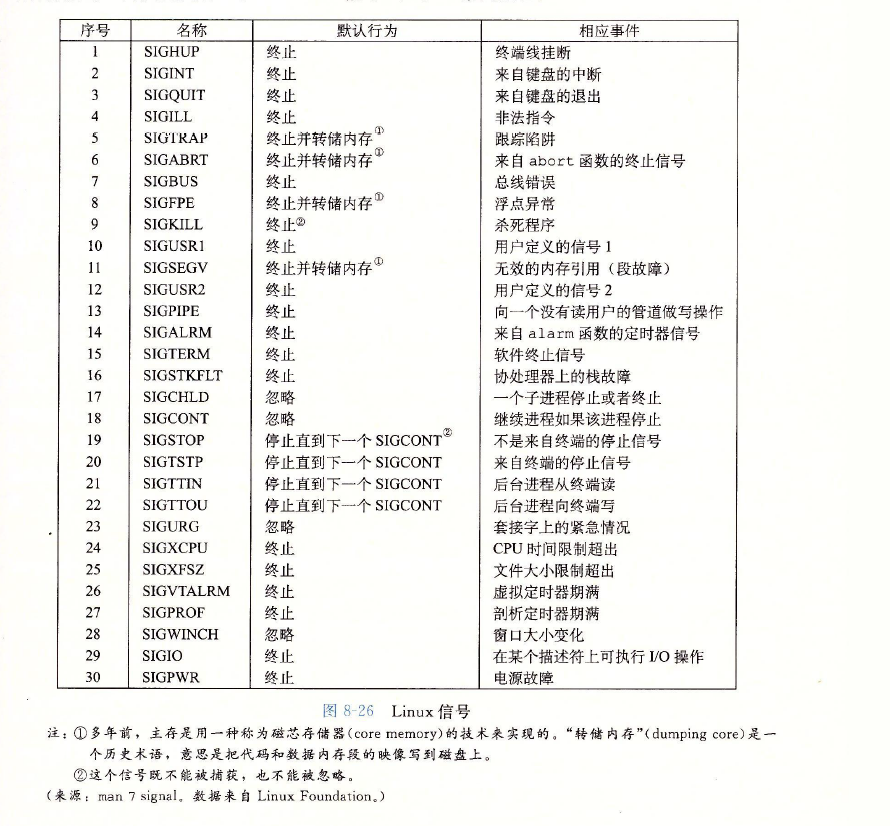 序号 名称 默认行为 相应事件
1 SIGHUP 终止 终端线挂断
2 SIGINT 终止 来自键盘的中断
3 SIGQUIT 终止 来自键盘的退出
4 SIGILL 终止 非法指令
5 SIGTRAP 终止并转储内存① 跟踪陷阱
6 SIGABRT 终止并转储内存① 来自 abort 函数的终止信号
7 SIGBUS 终止 总线错误
8 SIGFPE 终止并转储内存① 浮点异常
9 SIGKILL 终止② 杀死程序
10 SIGUSR1 终止 用户定义的信号 1
11 SIGSEGV 终止并转储内存① 无效的内存引用（段故障）
12 SIGUSR2 终止 用户定义的信号 2
13 SIGPIPE 终止 向一个没有读用户的管道做写操作
14 SIGALRM 终止 来自 alarm 函数的定时器信号
15 SIGTERM 终止 软件终止信号
16 SIGSTKFLT 终止 协处理器上的栈故障
17 SIGCHLD 忽略 一个子进程停止或者终止
18 SIGCONT 忽略 继续进程如果该进程停止
19 SIGSTOP 停止直到下一个 SIGCONT② 不是来自终端的停止信号
20 SIGTSTP 停止直到下一个 SIGCONT 来自终端的停止信号
21 SIGTTIN 停止直到下一个 SIGCONT 后台进程从终端读
22 SIGTTOU 停止直到下一个 SIGCONT 后台进程向终端写
23 SIGURG 忽略 套接字上的紧急情况
24 SIGXCPU 终止 CPU 时间限制超出
25 SIGXFSZ 终止 文件大小限制超出
26 SIGVTALRM 终止 虚拟定时器期满
27 SIGPROF 终止 剖析定时器期满
28 SIGWINCH 忽略 窗口大小变化
29 SIGIO 终止 在某个描述符上可执行 I/O 操作
30 SIGPWR 终止 电源故障
图 8-26 Linux 信号
注：①多年前，主存是用一种称为磁芯存储器(core memory)的技术来实现的。“转储内存”(dumping core)是一
个历史术语，意思是把代码和数据内存段的映像写到磁盘上。
②这个信号既不能被捕获，也不能被忽略。
(来源：man 7 signal。数据来自 Linux Foundation。)